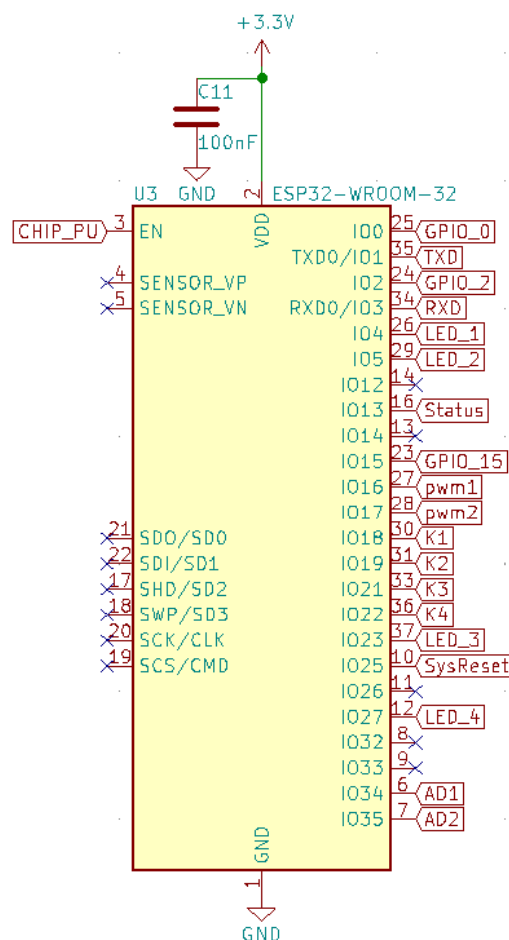 +3.3V
C11
100nF
U3 GND 2 ESP32-WROOM-32
VDD
CHIP_PU 3 EN IO0 25 GPIO_0
TXD0/IO1 35 TXD
4 SENSOR_VP IO2 24 GPIO_2
5 SENSOR_VN RXD0/IO3 34 RXD
IO4 26 LED_1
IO5 29 LED_2
IO12 14
IO13 16 Status
IO14 13
IO15 23 GPIO_15
IO16 27 pwm1
IO17 28 pwm2
21 SDO/SD0 IO18 30 K1
22 SDI/SD1 IO19 31 K2
17 SHD/SD2 IO21 33 K3
18 SWP/SD3 IO22 36 K4
20 SCK/CLK IO23 37 LED_3
19 SCS/CMD IO25 10 SysReset
IO26 11
IO27 12 LED_4
IO32 8
IO33 9
IO34 6 AD1
IO35 7 AD2
GND
1
GND